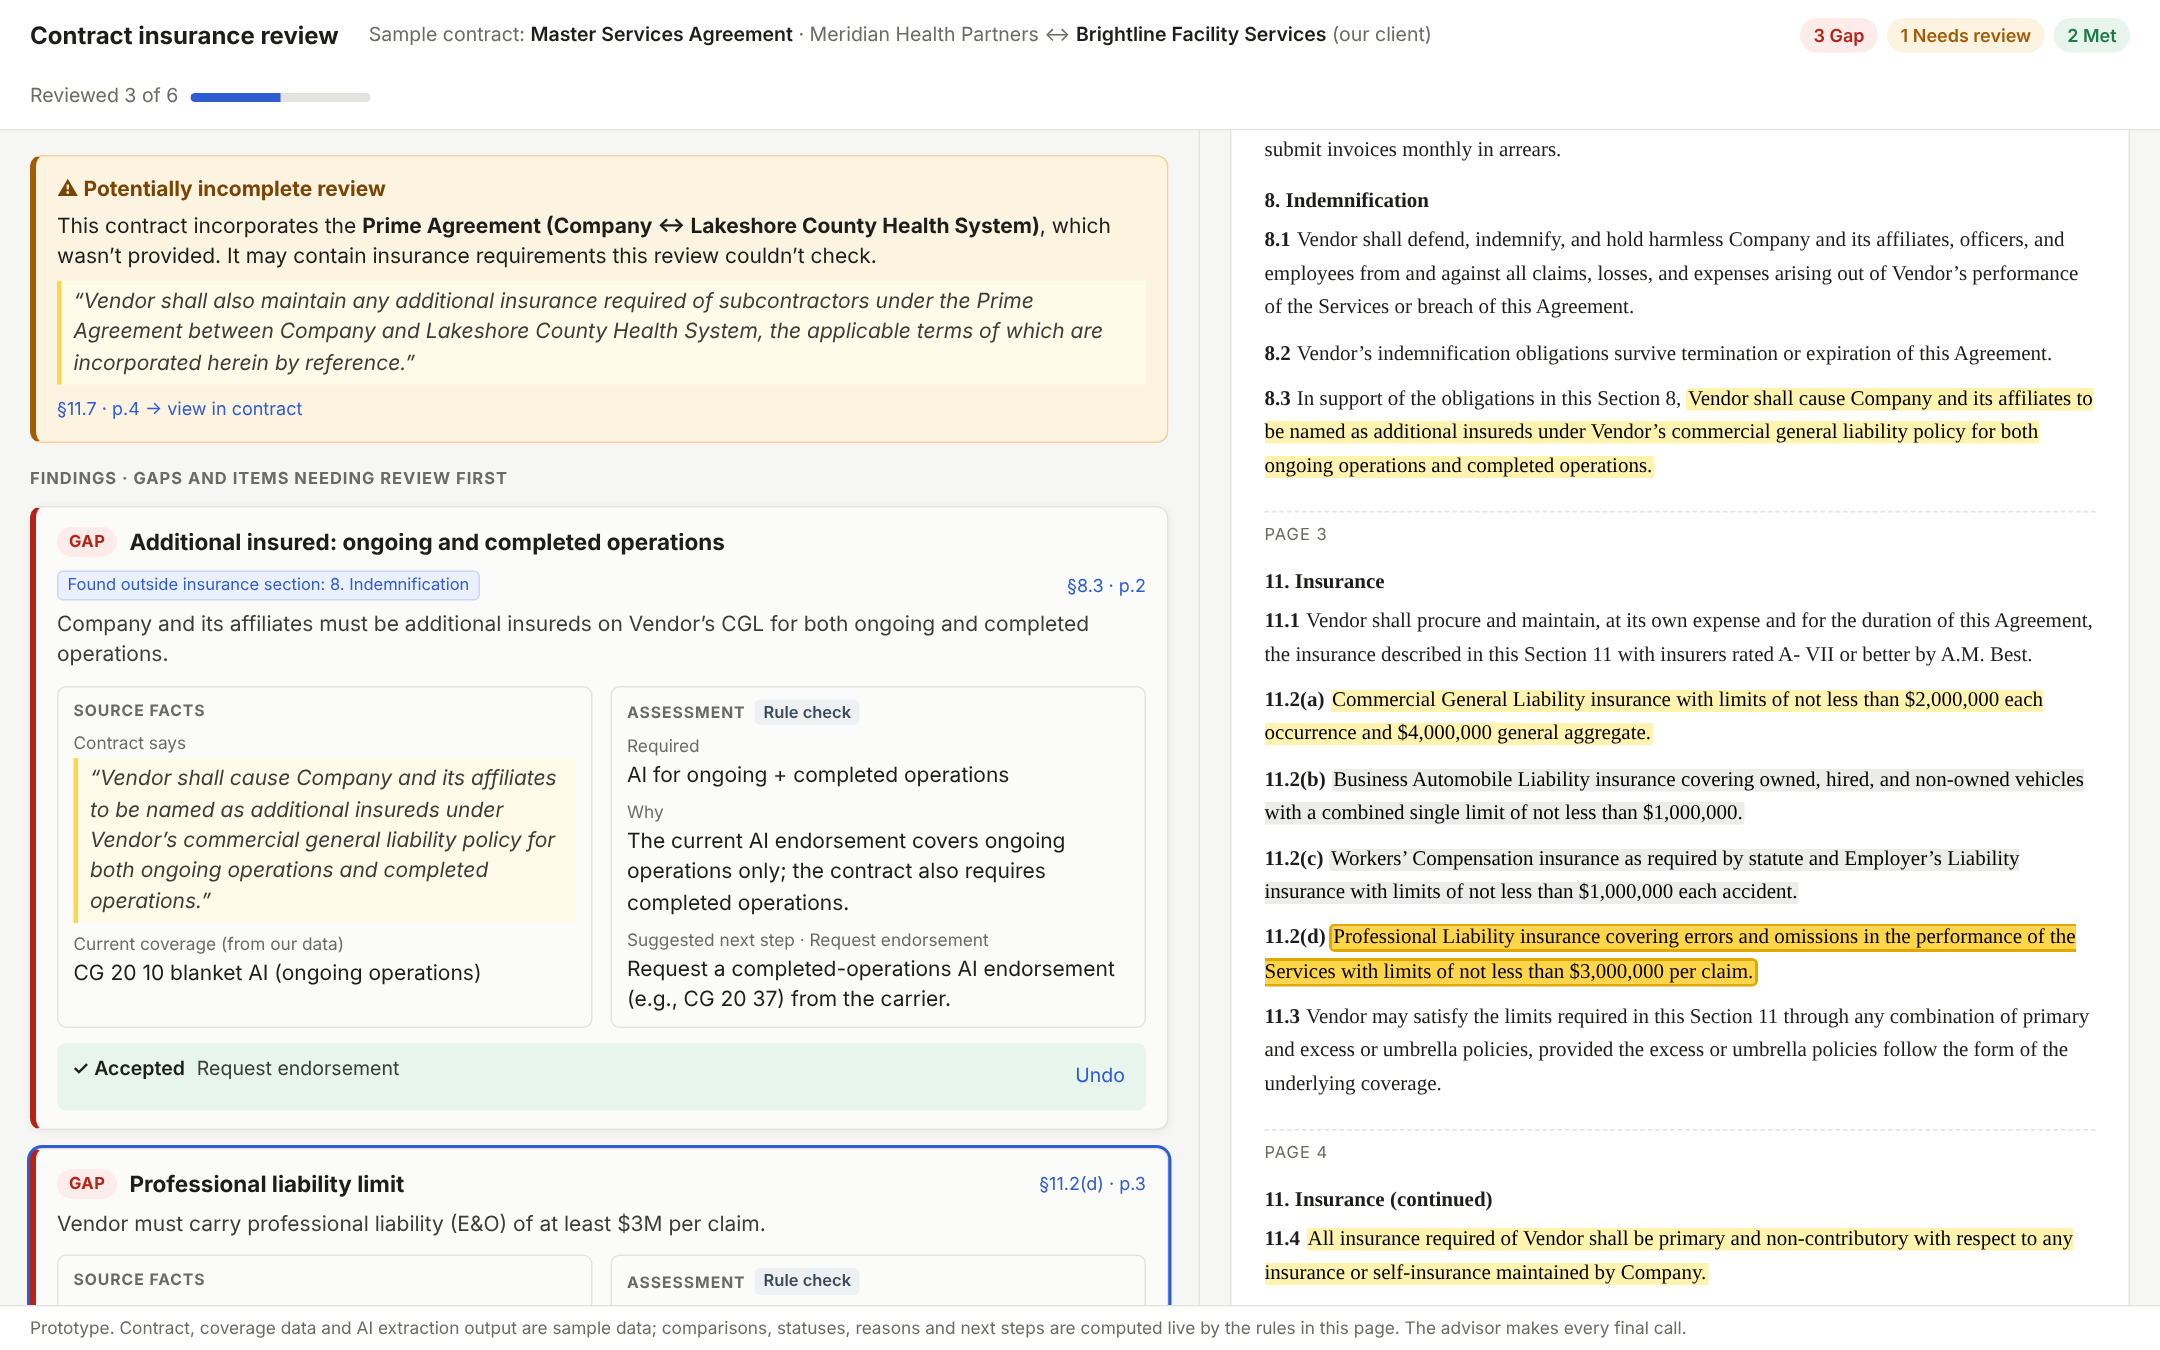 Contract insurance review
Sample contract: Master Services Agreement · Meridian Health Partners ↔ Brightline Facility Services (our client)
3 Gap
1 Needs review
2 Met
Reviewed 3 of 6
⚠ Potentially incomplete review
This contract incorporates the Prime Agreement (Company ↔ Lakeshore County Health System), which
wasn’t provided. It may contain insurance requirements this review couldn’t check.
“Vendor shall also maintain any additional insurance required of subcontractors under the Prime
Agreement between Company and Lakeshore County Health System, the applicable terms of which are
incorporated herein by reference.”
§11.7 · p.4 → view in contract
FINDINGS · GAPS AND ITEMS NEEDING REVIEW FIRST
GAP
Additional insured: ongoing and completed operations
Found outside insurance section: 8. Indemnification
§8.3 · p.2
Company and its affiliates must be additional insureds on Vendor’s CGL for both ongoing and completed
operations.
SOURCE FACTS
Contract says
“Vendor shall cause Company and its affiliates
to be named as additional insureds under
Vendor’s commercial general liability policy for
both ongoing operations and completed
operations.”
Current coverage (from our data)
CG 20 10 blanket AI (ongoing operations)
ASSESSMENT
Rule check
Required
AI for ongoing + completed operations
Why
The current AI endorsement covers ongoing
operations only; the contract also requires
completed operations.
Suggested next step · Request endorsement
Request a completed-operations AI endorsement
(e.g., CG 20 37) from the carrier.
✓ Accepted Request endorsement
Undo
GAP
Professional liability limit
§11.2(d) · p.3
Vendor must carry professional liability (E&O) of at least $3M per claim.
SOURCE FACTS
ASSESSMENT
Rule check
submit invoices monthly in arrears.
8. Indemnification
8.1 Vendor shall defend, indemnify, and hold harmless Company and its affiliates, officers, and
employees from and against all claims, losses, and expenses arising out of Vendor’s performance
of the Services or breach of this Agreement.
8.2 Vendor’s indemnification obligations survive termination or expiration of this Agreement.
8.3 In support of the obligations in this Section 8, Vendor shall cause Company and its affiliates to
be named as additional insureds under Vendor’s commercial general liability policy for both
ongoing operations and completed operations.
PAGE 3
11. Insurance
11.1 Vendor shall procure and maintain, at its own expense and for the duration of this Agreement,
the insurance described in this Section 11 with insurers rated A- VII or better by A.M. Best.
11.2(a) Commercial General Liability insurance with limits of not less than $2,000,000 each
occurrence and $4,000,000 general aggregate.
11.2(b) Business Automobile Liability insurance covering owned, hired, and non-owned vehicles
with a combined single limit of not less than $1,000,000.
11.2(c) Workers’ Compensation insurance as required by statute and Employer’s Liability
insurance with limits of not less than $1,000,000 each accident.
11.2(d) Professional Liability insurance covering errors and omissions in the performance of the
Services with limits of not less than $3,000,000 per claim.
11.3 Vendor may satisfy the limits required in this Section 11 through any combination of primary
and excess or umbrella policies, provided the excess or umbrella policies follow the form of the
underlying coverage.
PAGE 4
11. Insurance (continued)
11.4 All insurance required of Vendor shall be primary and non-contributory with respect to any
insurance or self-insurance maintained by Company.
Prototype. Contract, coverage data and AI extraction output are sample data; comparisons, statuses, reasons and next steps are computed live by the rules in this page. The advisor makes every final call.